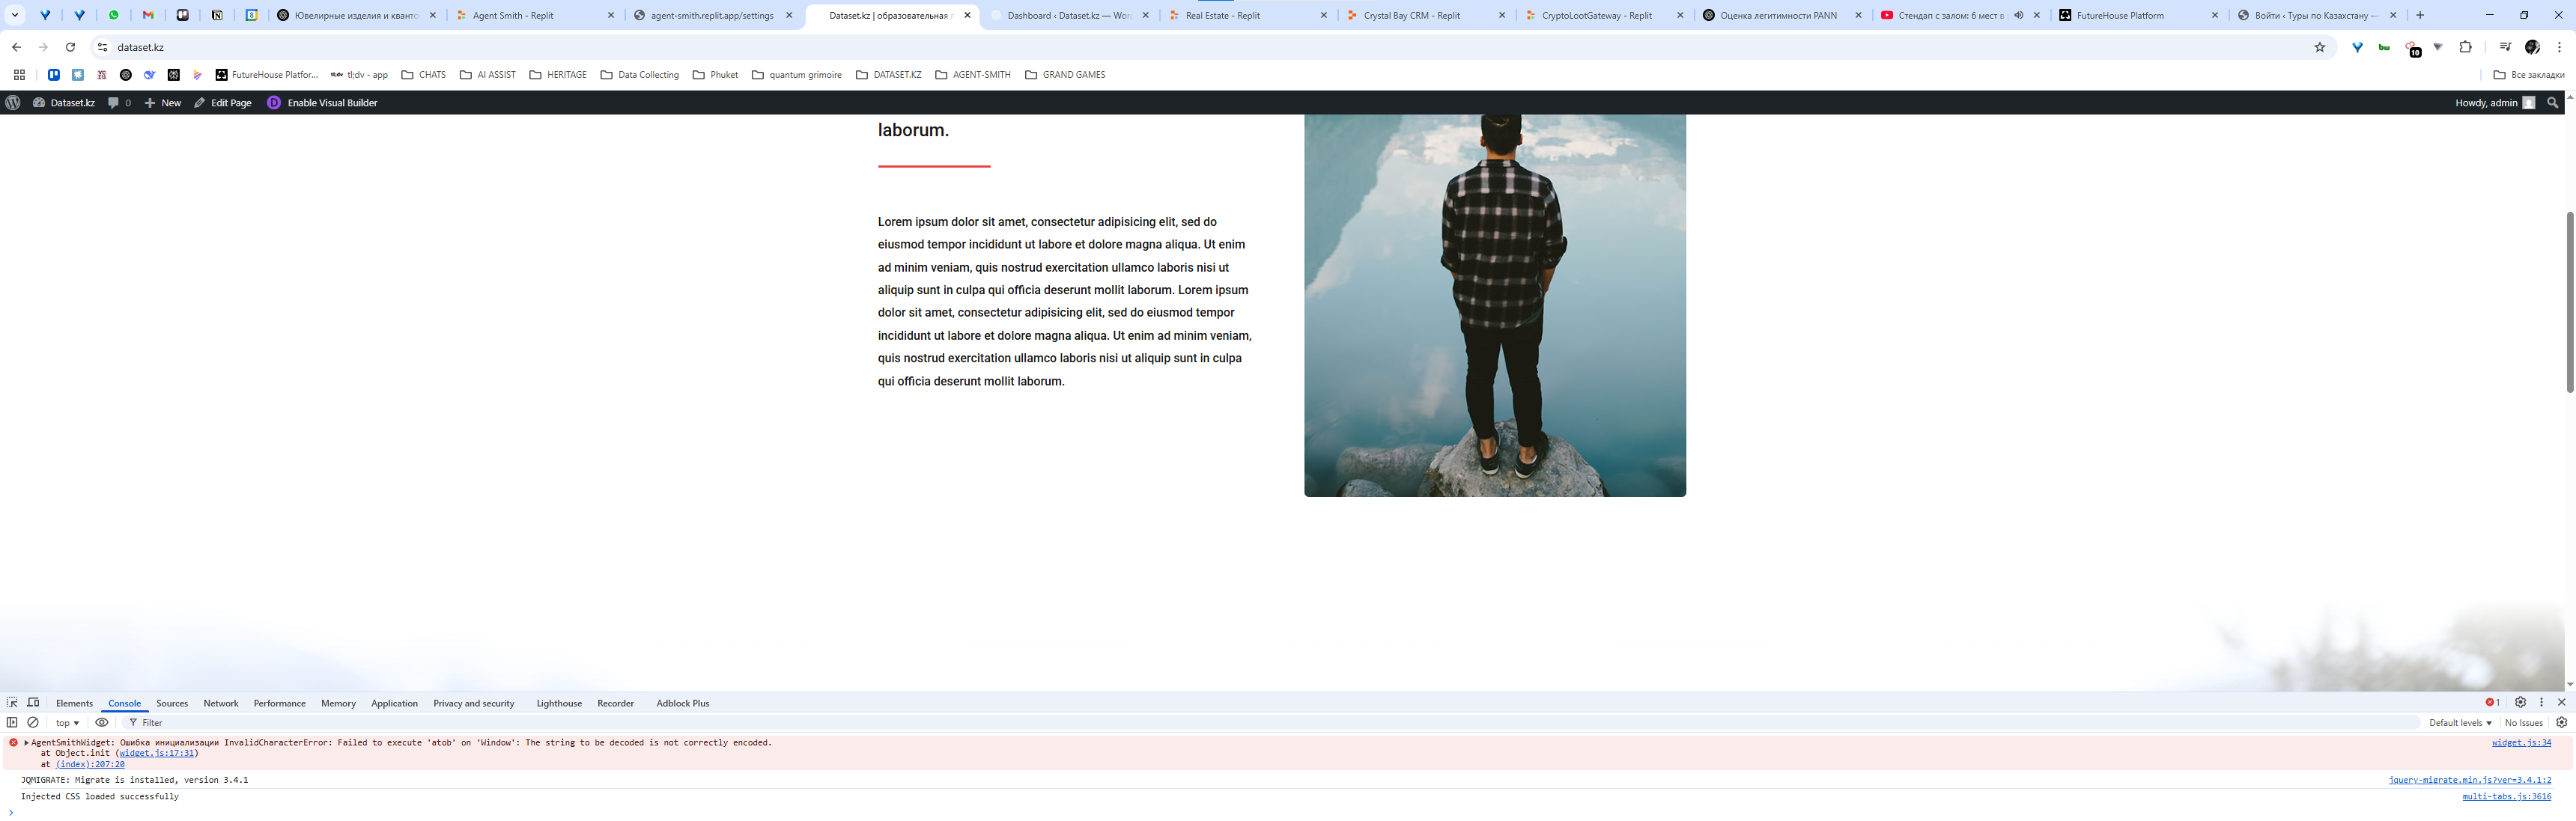 Ювелирные изделия и кванто
Agent Smith - Replit
agent-smith.replit.app/settings
Dataset.kz | образовательная п
Dashboard ‹ Dataset.kz — Wor
Real Estate - Replit
Crystal Bay CRM - Replit
CryptoLootGateway - Replit
Оценка легитимности PANN
Стендап с залом: 6 мест в р
FutureHouse Platform
Войти ‹ Туры по Казахстану —
dataset.kz
10
FutureHouse Platfor...
tl;dv tl;dv - app
CHATS
AI ASSIST
HERITAGE
Data Collecting
Phuket
quantum grimoire
DATASET.KZ
AGENT-SMITH
GRAND GAMES
Все закладки
Dataset.kz
0
New
Edit Page
D Enable Visual Builder
Howdy, admin
laborum.
Lorem ipsum dolor sit amet, consectetur adipisicing elit, sed do
eiusmod tempor incididunt ut labore et dolore magna aliqua. Ut enim
ad minim veniam, quis nostrud exercitation ullamco laboris nisi ut
aliquip sunt in culpa qui officia deserunt mollit laborum. Lorem ipsum
dolor sit amet, consectetur adipisicing elit, sed do eiusmod tempor
incididunt ut labore et dolore magna aliqua. Ut enim ad minim veniam,
quis nostrud exercitation ullamco laboris nisi ut aliquip sunt in culpa
qui officia deserunt mollit laborum.
Elements Console Sources Network Performance Memory Application Privacy and security Lighthouse Recorder Adblock Plus
1
top
Filter
Default levels
No Issues
AgentSmithWidget: Ошибка инициализации InvalidCharacterError: Failed to execute 'atob' on 'Window': The string to be decoded is not correctly encoded.
widget.js:34
at Object.init (widget.js:17:31)
at (index):207:20
JQMIGRATE: Migrate is installed, version 3.4.1
jquery-migrate.min.js?ver=3.4.1:2
Injected CSS loaded successfully
multi-tabs.js:3616